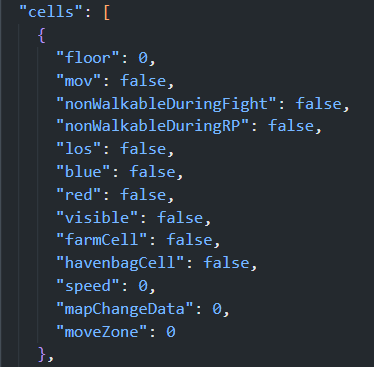 "cells": [
{
"floor": 0,
"mov": false,
"nonWalkableDuringFight": false,
"nonWalkableDuringRP": false,
"los": false,
"blue": false,
"red": false,
"visible": false,
"farmCell": false,
"havenbagCell": false,
"speed": 0,
"mapChangeData": 0,
"moveZone": 0
},